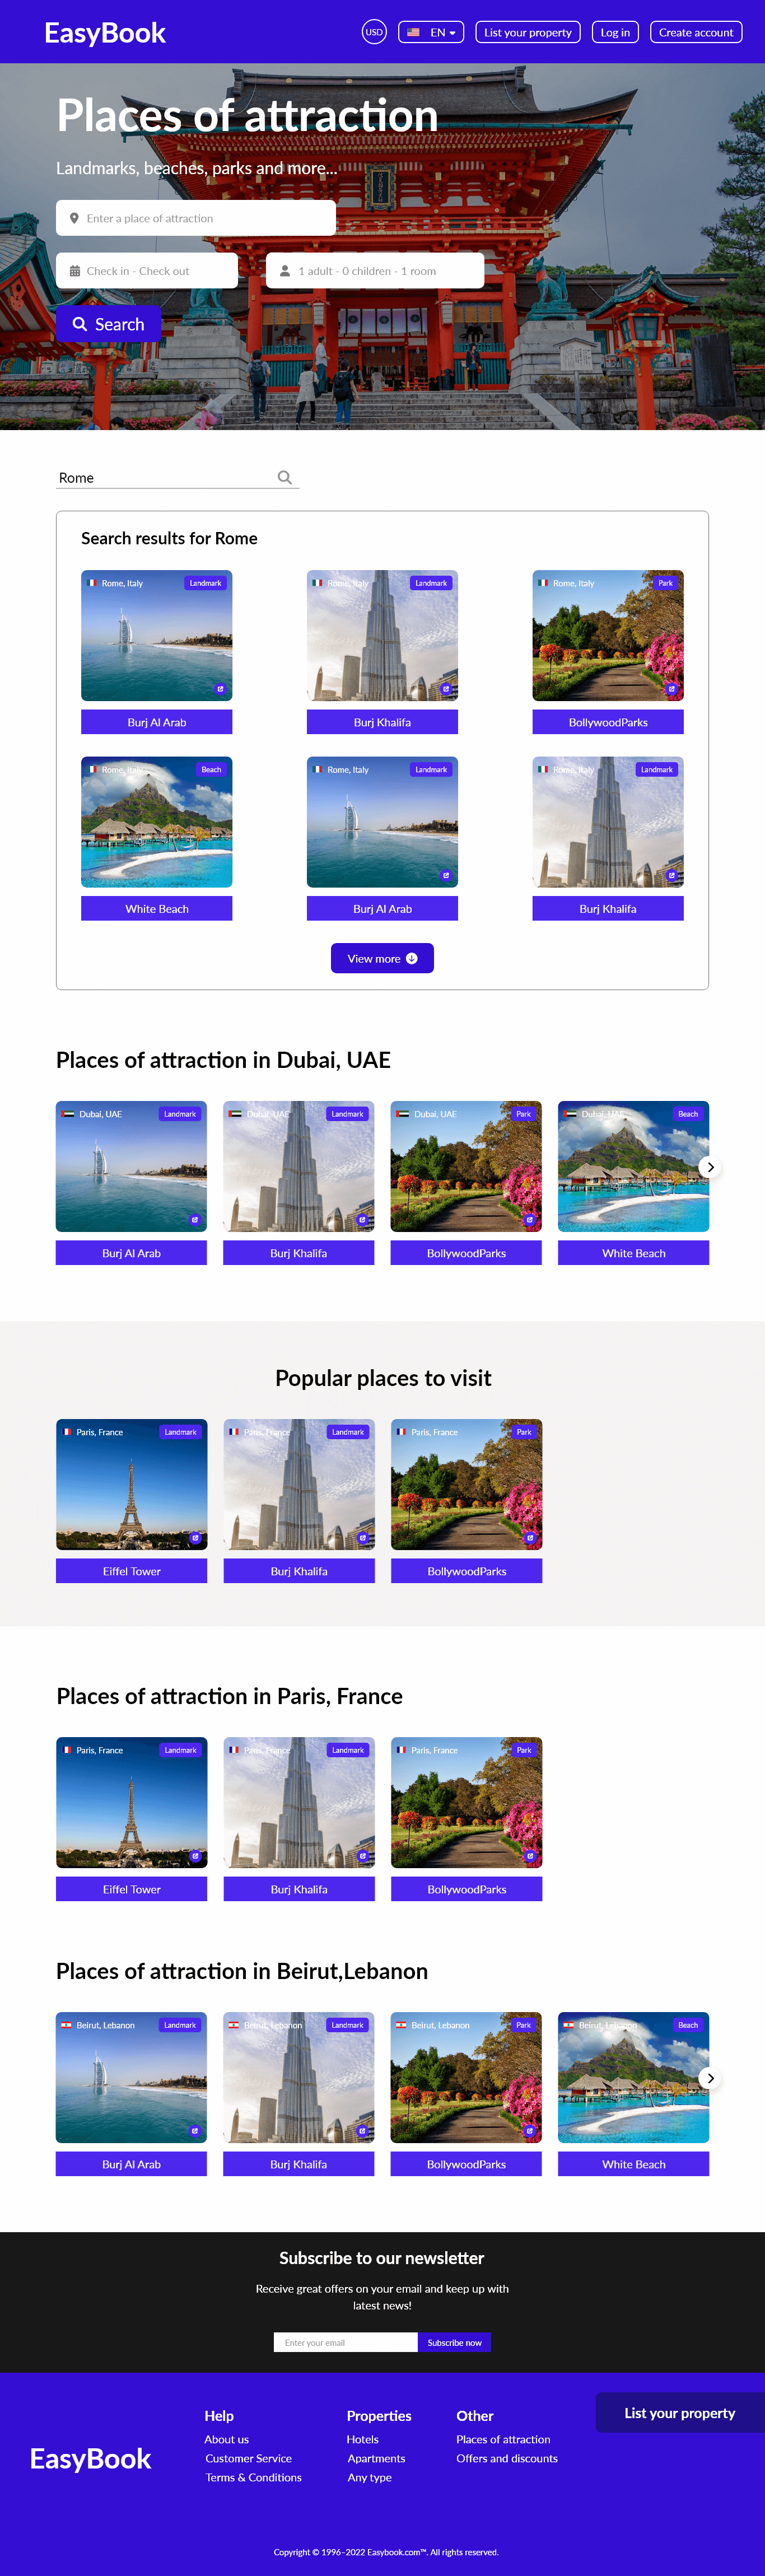 EasyBook
USD
EN
List your property
Log in
Create account
Places of attraction
Landmarks, beaches, parks and more...
Enter a place of attraction
Check in - Check out
1 adult - 0 children - 1 room
Search
Rome
Search results for Rome
Rome, Italy
Landmark
Rome, Italy
Landmark
Rome, Italy
Park
Burj Al Arab
Burj Khalifa
BollywoodParks
Rome, Italy
Beach
Rome, Italy
Landmark
Rome, Italy
Landmark
White Beach
Burj Al Arab
Burj Khalifa
View more
Places of attraction in Dubai, UAE
Dubai, UAE
Landmark
Dubai, UAE
Landmark
Dubai, UAE
Park
Dubai, UAE
Beach
Burj Al Arab
Burj Khalifa
BollywoodParks
White Beach
Popular places to visit
Paris, France
Landmark
Paris, France
Landmark
Paris, France
Park
Eiffel Tower
Burj Khalifa
BollywoodParks
Places of attraction in Paris, France
Paris, France
Landmark
Paris, France
Landmark
Paris, France
Park
Eiffel Tower
Burj Khalifa
BollywoodParks
Places of attraction in Beirut,Lebanon
Beirut, Lebanon
Landmark
Beirut, Lebanon
Landmark
Beirut, Lebanon
Park
Beirut, Lebanon
Beach
Burj Al Arab
Burj Khalifa
BollywoodParks
White Beach
Subscribe to our newsletter
Receive great offers on your email and keep up with
latest news!
Enter your email
Subscribe now
EasyBook
Help
About us
Customer Service
Terms & Conditions
Properties
Hotels
Apartments
Any type
Other
Places of attraction
Offers and discounts
List your property
Copyright © 1996–2022 Easybook.com™. All rights reserved.